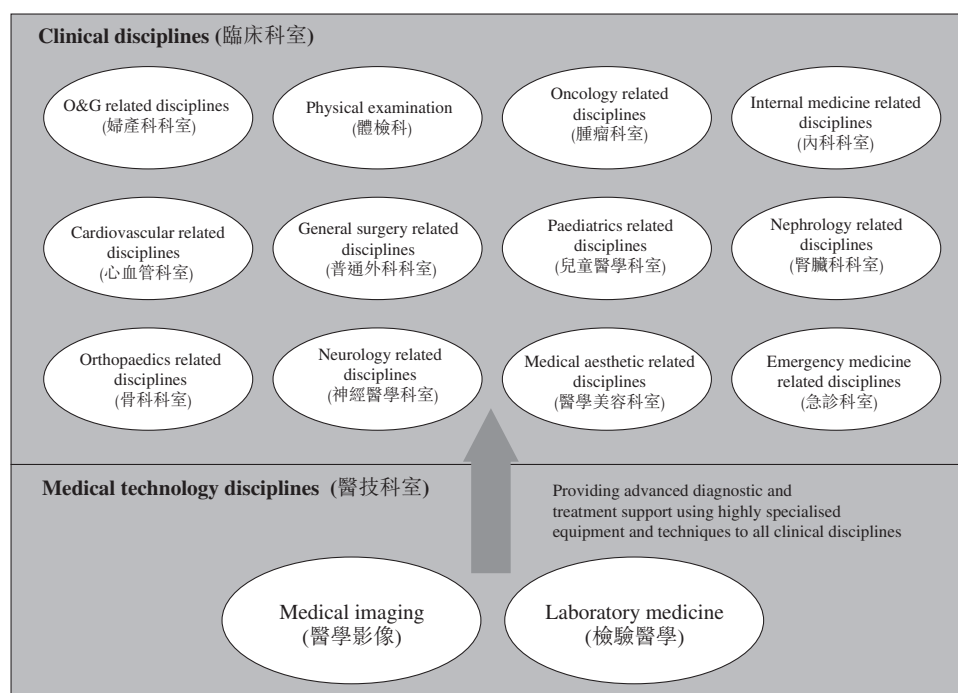 Clinical disciplines (臨床科室)
O&G related disciplines
(婦產科科室)
Physical examination
(體檢科)
Oncology related
disciplines
(腫瘤科室)
Internal medicine related
disciplines
(內科科室)
Cardiovascular related
disciplines
(心血管科室)
General surgery related
disciplines
(普通外科科室)
Paediatrics related
disciplines
(兒童醫學科室)
Nephrology related
disciplines
(腎臟科科室)
Orthopaedics related
disciplines
(骨科科室)
Neurology related
disciplines
(神經醫學科室)
Medical aesthetic related
disciplines
(醫學美容科室)
Emergency medicine
related disciplines
(急診科室)
Medical technology disciplines (醫技科室)
Providing advanced diagnostic and
treatment support using highly specialised
equipment and techniques to all clinical disciplines
Medical imaging
(醫學影像)
Laboratory medicine
(檢驗醫學)